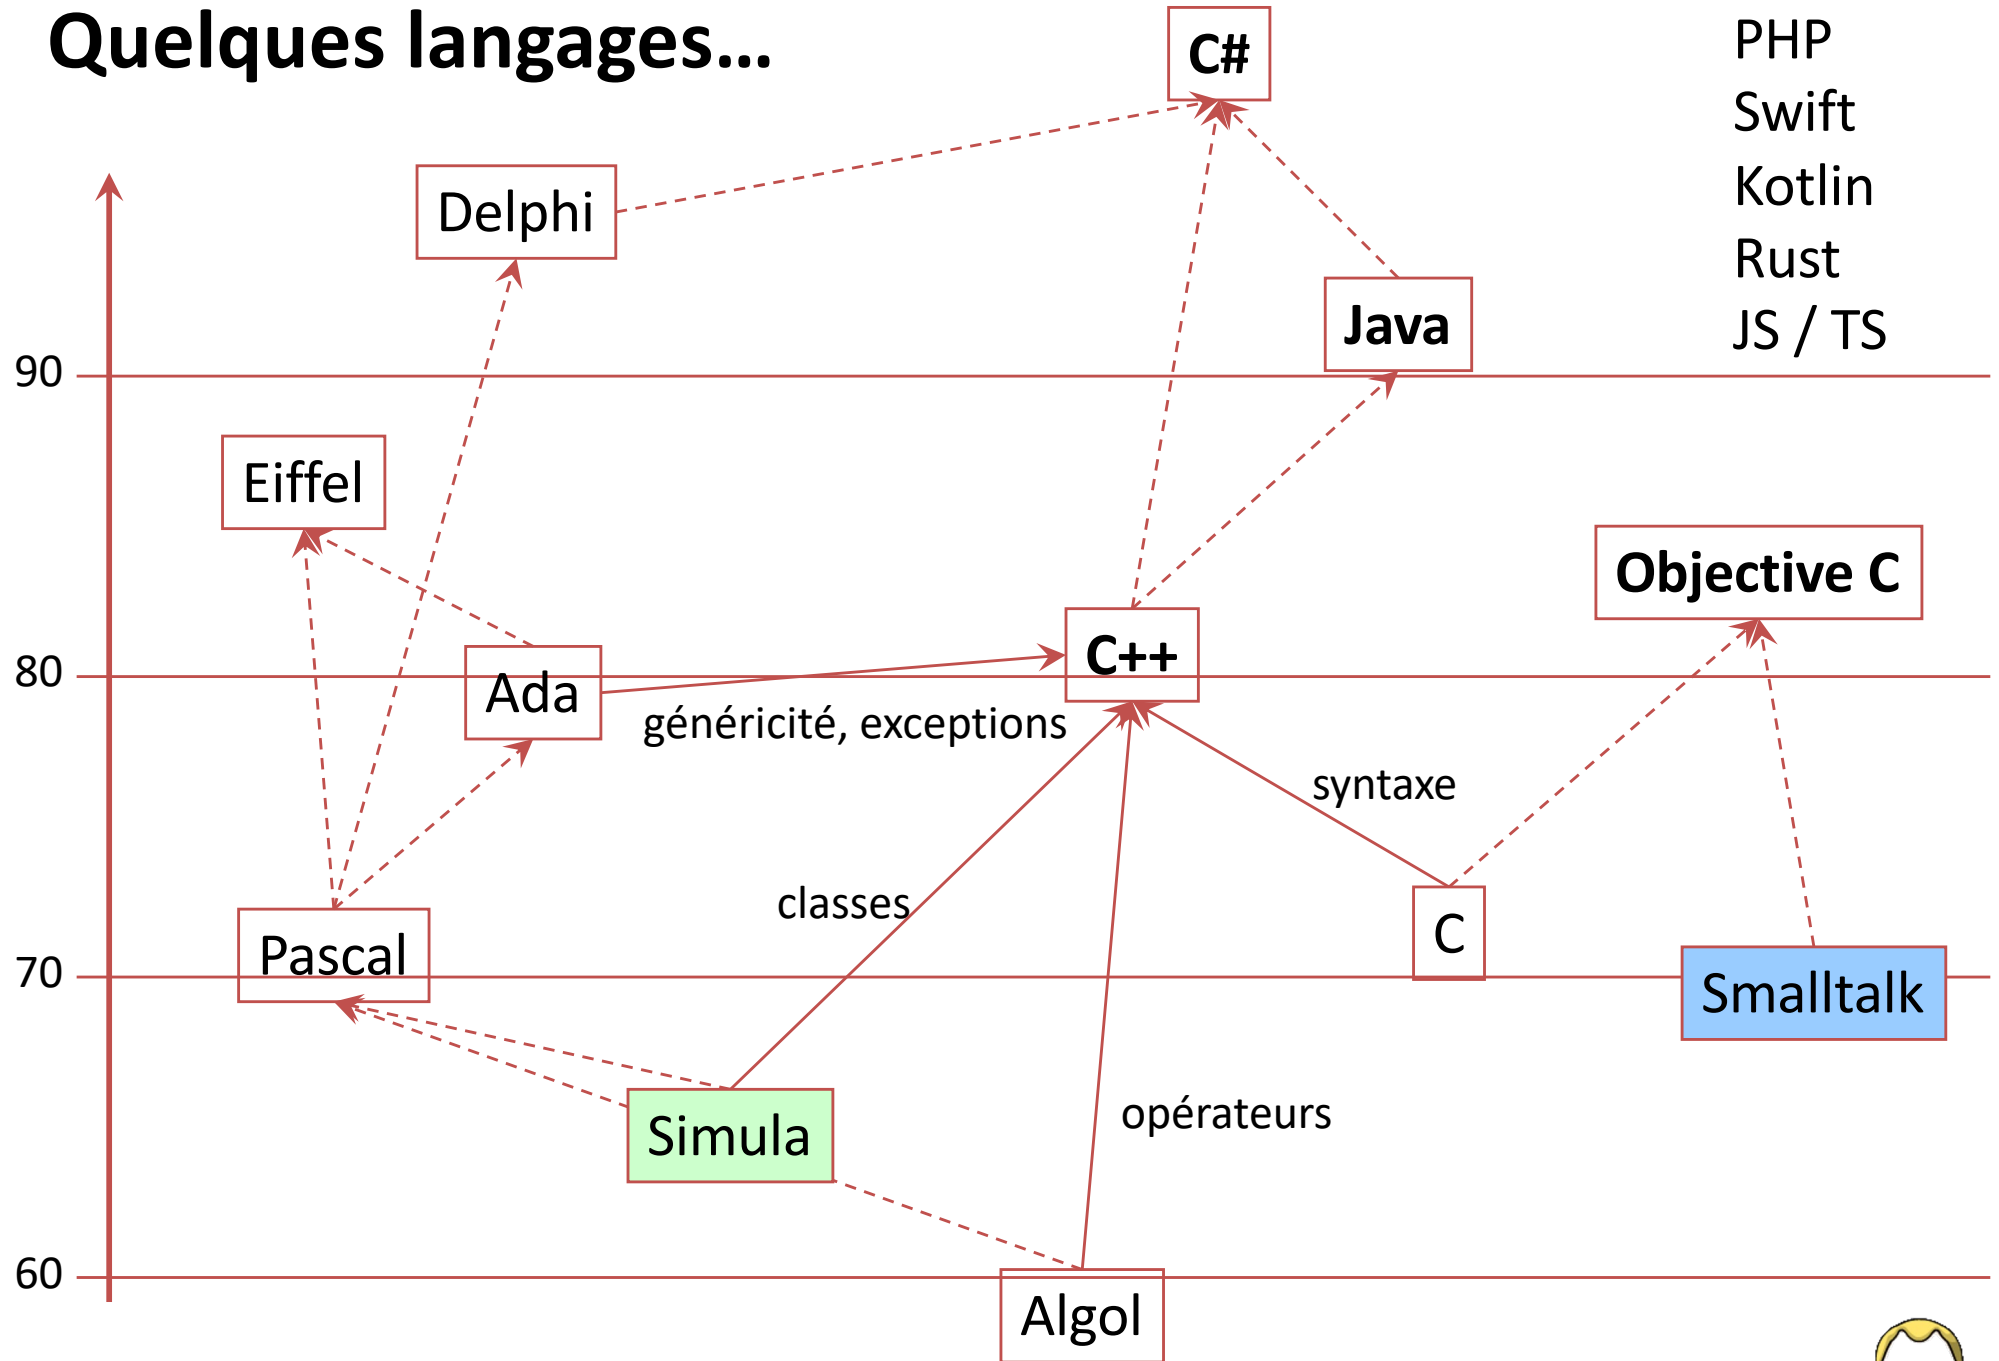 Quelques langages...
C#
PHP
Swift
Kotlin
Rust
JS / TS
Delphi
Java
90
Eiffel
Objective C
C++
80
Ada
généricité, exceptions
syntaxe
classes
C
Pascal
70
Smalltalk
Simula
opérateurs
60
Algol